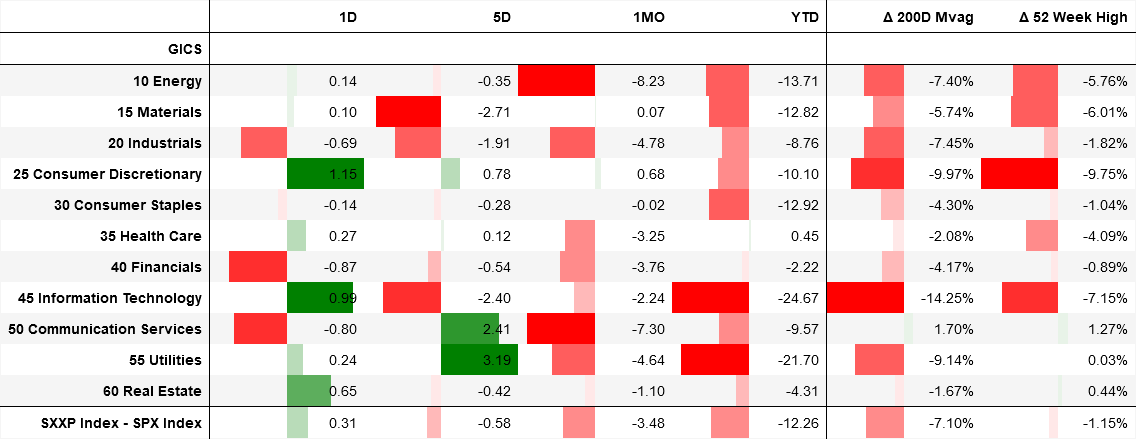 1D 5D 1MO YTD Δ 200D Mvag Δ 52 Week High
GICS
10 Energy 0.14 -0.35 -8.23 -13.71 -7.40% -5.76%
15 Materials 0.10 -2.71 0.07 -12.82 -5.74% -6.01%
20 Industrials -0.69 -1.91 -4.78 -8.76 -7.45% -1.82%
25 Consumer Discretionary 1.15 0.78 0.68 -10.10 -9.97% -9.75%
30 Consumer Staples -0.14 -0.28 -0.02 -12.92 -4.30% -1.04%
35 Health Care 0.27 0.12 -3.25 0.45 -2.08% -4.09%
40 Financials -0.87 -0.54 -3.76 -2.22 -4.17% -0.89%
45 Information Technology 0.99 -2.40 -2.24 -24.67 -14.25% -7.15%
50 Communication Services -0.80 2.41 -7.30 -9.57 1.70% 1.27%
55 Utilities 0.24 3.19 -4.64 -21.70 -9.14% 0.03%
60 Real Estate 0.65 -0.42 -1.10 -4.31 -1.67% 0.44%
SXXP Index - SPX Index 0.31 -0.58 -3.48 -12.26 -7.10% -1.15%